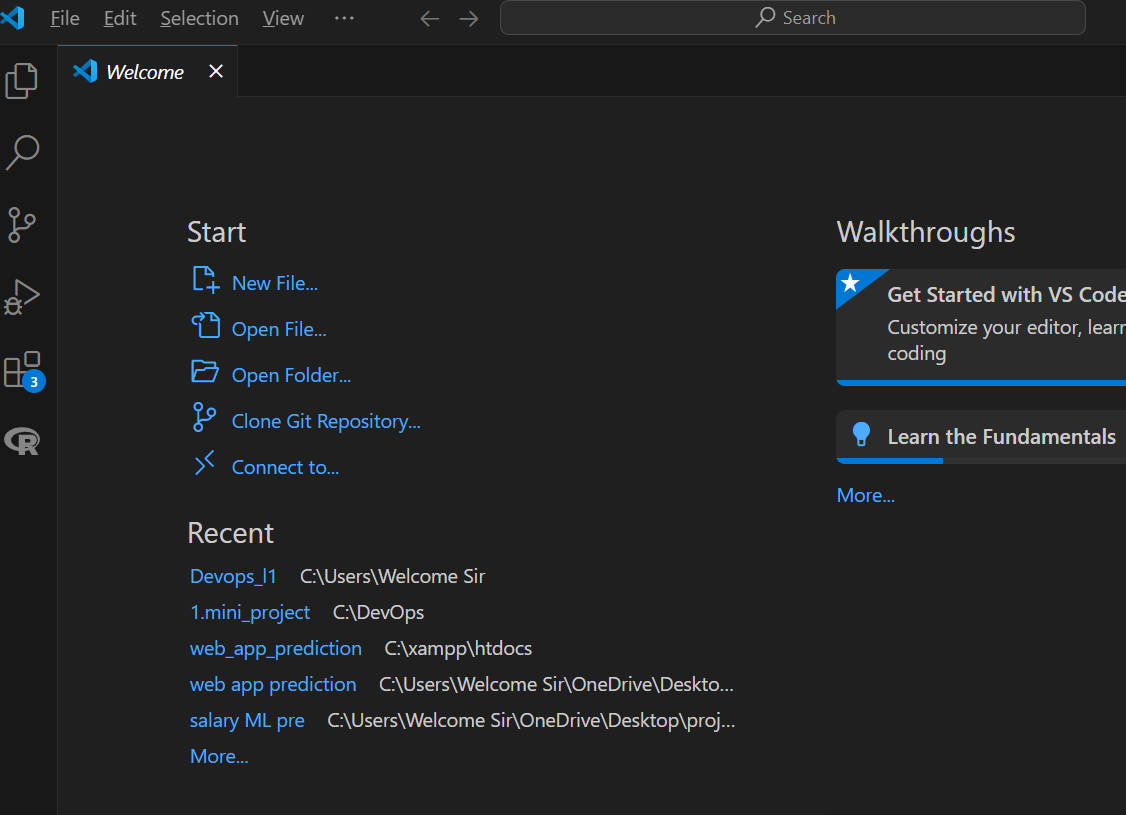 File Edit Selection View ··· Search
Welcome
Start
New File...
Open File...
Open Folder...
Clone Git Repository...
Connect to...
Recent
Devops_l1 C:\Users\Welcome Sir
1.mini_project C:\DevOps
web_app_prediction C:\xampp\htdocs
web app prediction C:\Users\Welcome Sir\OneDrive\Deskto...
salary ML pre C:\Users\Welcome Sir\OneDrive\Desktop\proj...
More...
Walkthroughs
Get Started with VS Code
Customize your editor, learn
coding
Learn the Fundamentals
More...
3
R